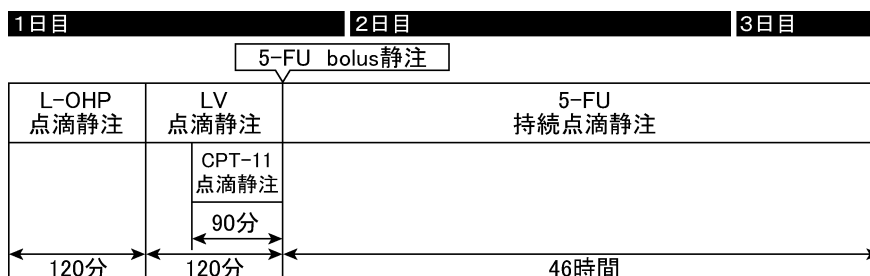 1日目
2日目
3日目
5-FU bolus静注
L-OHP
点滴静注
LV
点滴静注
5-FU
持続点滴静注
CPT-11
点滴静注
90分
120分
120分
46時間